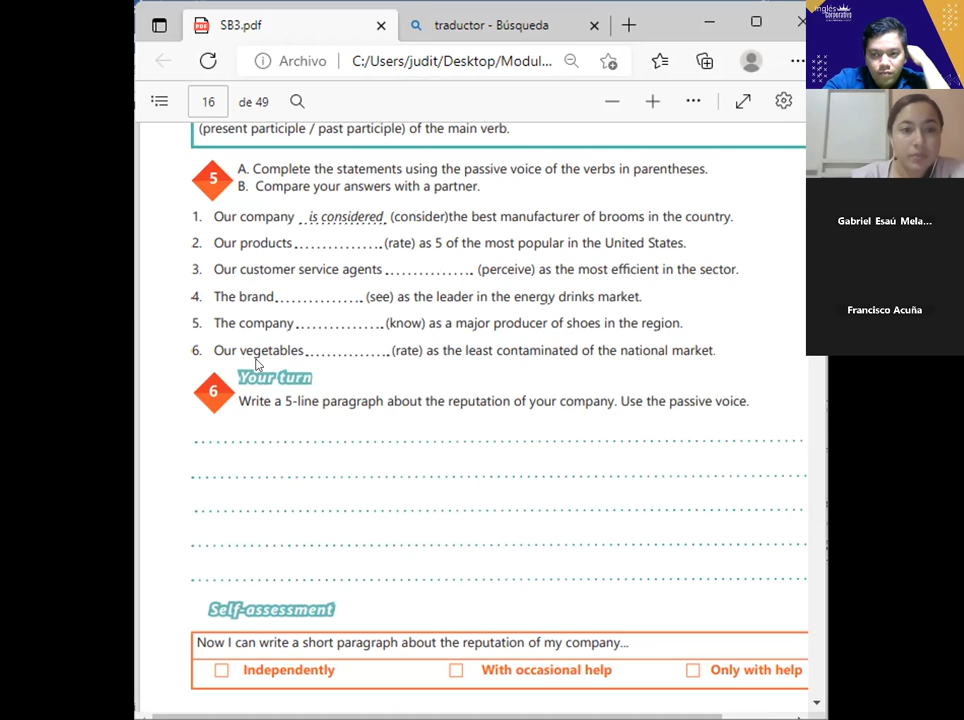 SB3.pdf
traductor - Búsqueda
Archivo
C:/Users/judit/Desktop/Modul...
16
de 49
(present participle / past participle) of the main verb.
5
A. Complete the statements using the passive voice of the verbs in parentheses.
B. Compare your answers with a partner.
1. Our company is considered (consider)the best manufacturer of brooms in the country.
2. Our products............... (rate) as 5 of the most popular in the United States.
3. Our customer service agents .............. (perceive) as the most efficient in the sector.
4. The brand............... (see) as the leader in the energy drinks market.
5. The company ............... (know) as a major producer of shoes in the region.
6. Our vegetables............... (rate) as the least contaminated of the national market.
6
Your turn
Write a 5-line paragraph about the reputation of your company. Use the passive voice.
Self-assessment
Now I can write a short paragraph about the reputation of my company...
Independently
With occasional help
Only with help
inglés
corporativo
Gabriel Esaú Mela...
Francisco Acuña